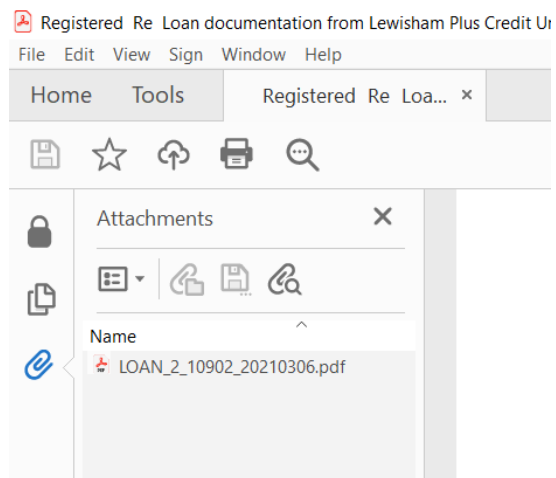 Registered Re Loan documentation from Lewisham Plus Credit
File Edit View Sign Window Help
Home Tools Registered Re Loa... ×
Attachments
Name
LOAN_2_10902_20210306.pdf